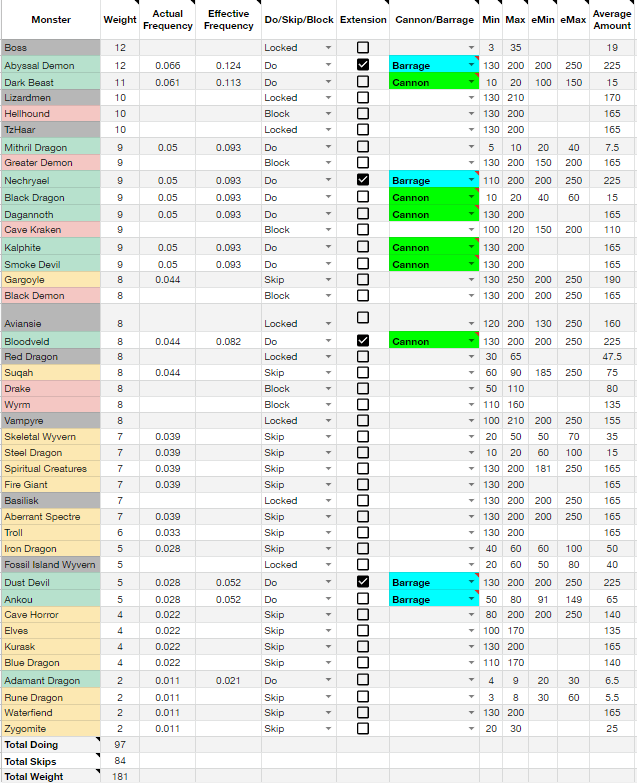 Monster Weight Actual Frequency Effective Frequency Do/Skip/Block Extension Cannon/Barrage Min Max eMin eMax Average Amount
Boss 12 Locked 3 35 19
Abyssal Demon 12 0.066 0.124 Do Barrage 130 200 200 250 225
Dark Beast 11 0.061 0.113 Do Cannon 10 20 100 150 15
Lizardmen 10 Locked 130 210 170
Hellhound 10 Block 130 200 165
TzHaar 10 Locked 130 200 165
Mithril Dragon 9 0.05 0.093 Do 5 10 20 40 7.5
Greater Demon 9 Block 130 200 150 200 165
Nechryael 9 0.05 0.093 Do Barrage 110 200 200 250 225
Black Dragon 9 0.05 0.093 Do Cannon 10 20 40 60 15
Dagannoth 9 0.05 0.093 Do Cannon 130 200 165
Cave Kraken 9 Block 100 120 150 200 110
Kalphite 9 0.05 0.093 Do Cannon 130 200 165
Smoke Devil 9 0.05 0.093 Do Cannon 130 200 165
Gargoyle 8 0.044 Skip 130 250 200 250 190
Black Demon 8 Block 130 200 200 250 165
Aviansie 8 Locked 120 200 130 250 160
Bloodveld 8 0.044 0.082 Do Cannon 130 200 200 250 225
Red Dragon 8 Locked 30 65 47.5
Suqah 8 0.044 Skip 60 90 185 250 75
Drake 8 Block 50 110 80
Wyrm 8 Block 110 160 135
Vampyre 8 Locked 100 210 200 250 155
Skeletal Wyvern 7 0.039 Skip 20 50 50 70 35
Steel Dragon 7 0.039 Skip 10 20 60 100 15
Spiritual Creatures 7 0.039 Skip 130 200 181 250 165
Fire Giant 7 0.039 Skip 130 200 165
Basilisk 7 Locked 130 200 200 250 165
Aberrant Spectre 7 0.039 Skip 130 200 200 250 165
Troll 6 0.033 Skip 130 200 165
Iron Dragon 5 0.028 Skip 40 60 60 100 50
Fossil Island Wyvern 5 Locked 20 60 50 80 40
Dust Devil 5 0.028 0.052 Do Barrage 130 200 200 250 225
Ankou 5 0.028 0.052 Do Barrage 50 80 91 149 65
Cave Horror 4 0.022 Skip 80 200 200 250 140
Elves 4 0.022 Skip 100 170 135
Kurask 4 0.022 Skip 130 200 165
Blue Dragon 4 0.022 Skip 110 170 140
Adamant Dragon 2 0.011 0.021 Do 4 9 20 30 6.5
Rune Dragon 2 0.011 Skip 3 8 30 60 5.5
Waterfiend 2 0.011 Skip 130 200 165
Zygomite 2 0.011 Skip 20 30 25
Total Doing 97
Total Skips 84
Total Weight 181